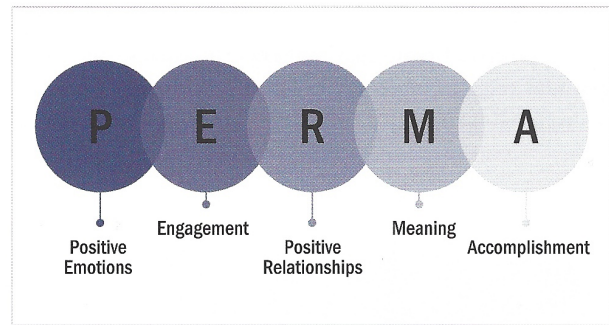 P E R M A
Positive
Emotions
Engagement
Positive
Relationships
Meaning
Accomplishment